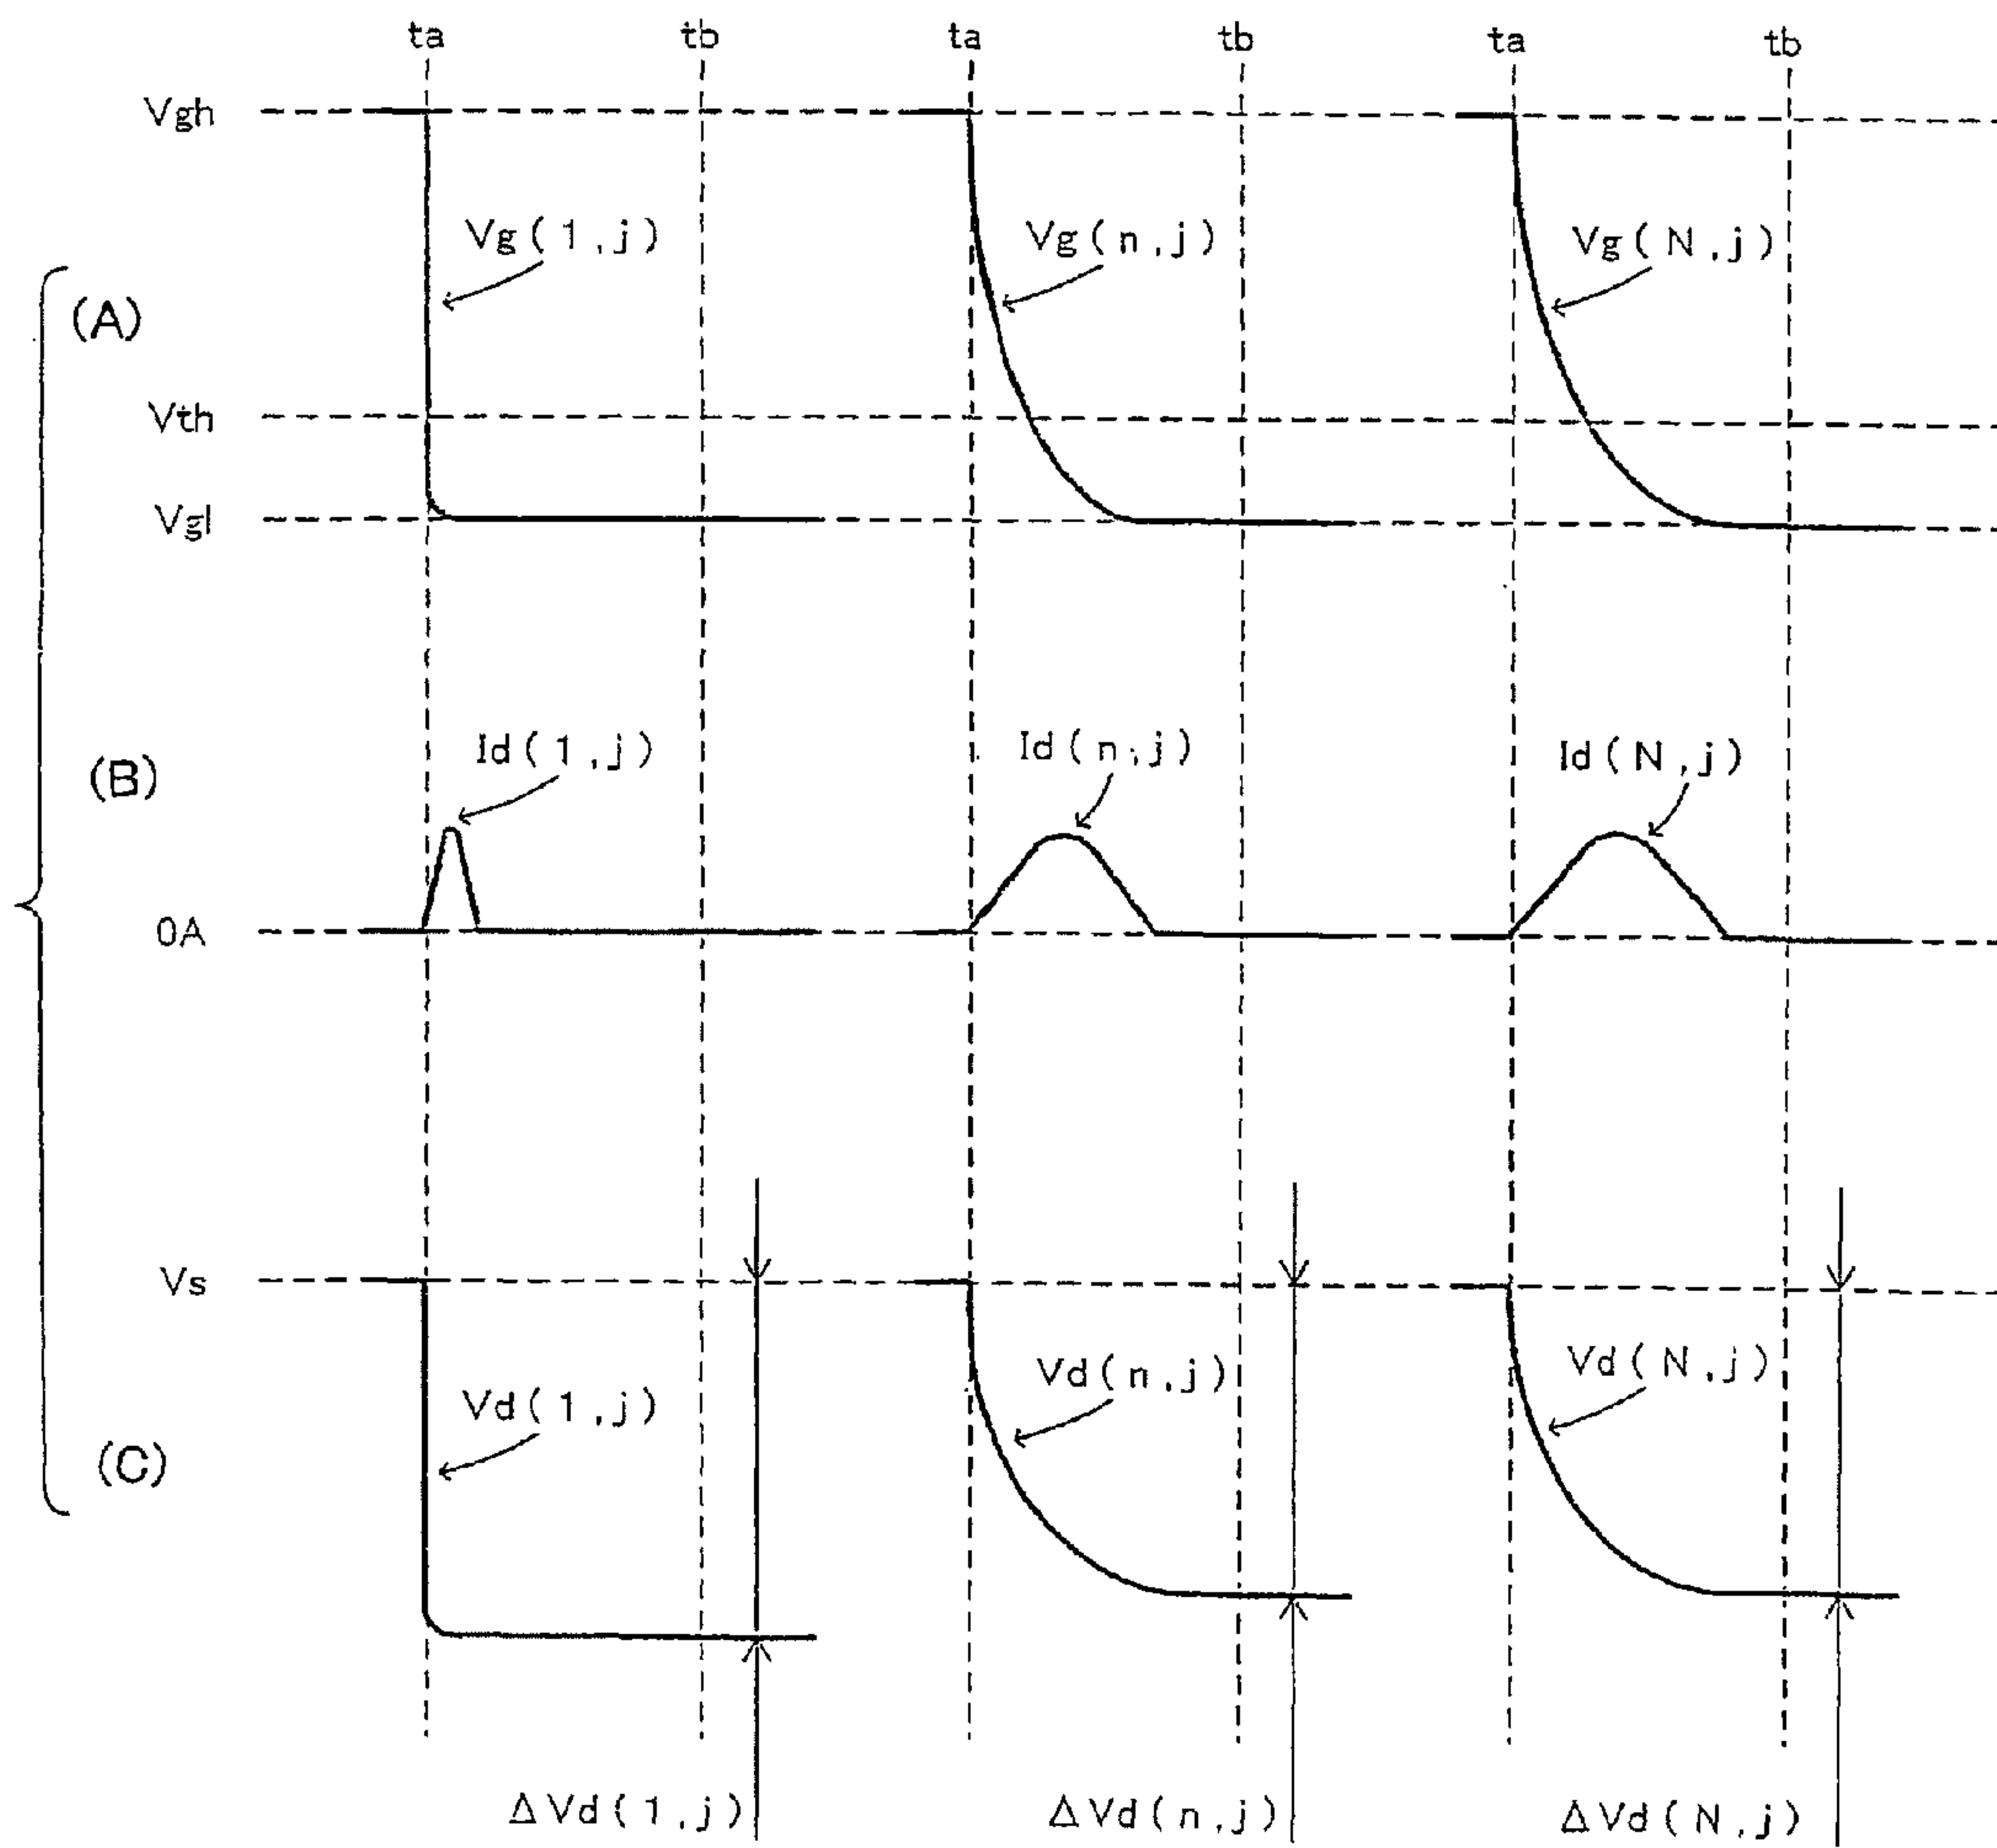 ta tb ta tb ta tb
Vgh
Vg(1,j) Vg(n,j) Vg(N,j)
(A)
Vth
Vgl
Id(1,j) Id(n,j) Id(N,j)
(B)
0A
Vs
Vd(1,j) Vd(n,j) Vd(N,j)
(C)
ΔVd(1,j) ΔVd(n,j) ΔVd(N,j)